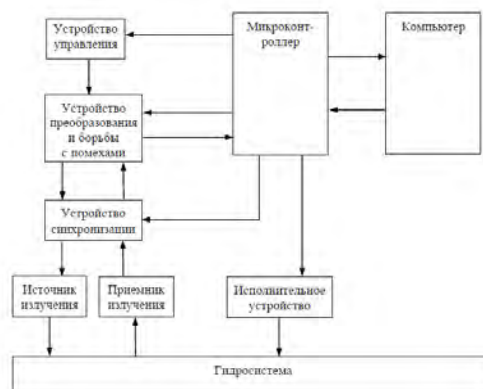 Устройство
управления
Микроконт-
роллер
Компьютер
Устройство
преобразования
и борьбы
с помехами
Устройство
синхронизации
Источник
излучения
Приемник
излучения
Исполнительное
устройство
Гидросистема